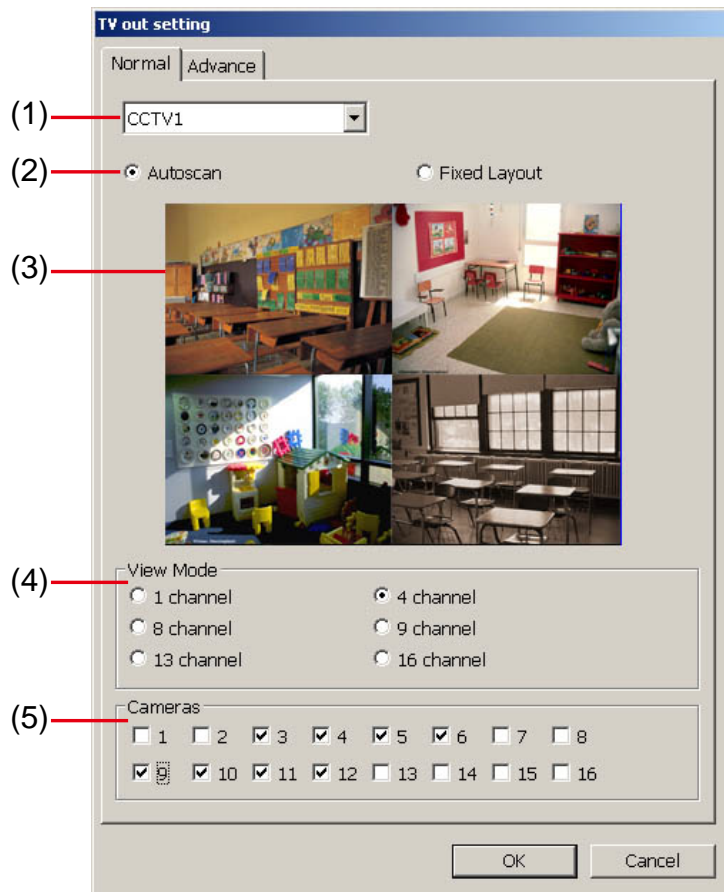 TV out setting
Normal Advance
(1) CCTV1
(2) Autoscan Fixed Layout
(3)
(4) View Mode
1 channel 4 channel
8 channel 9 channel
13 channel 16 channel
(5) Cameras
1 2 3 4 5 6 7 8
9 10 11 12 13 14 15 16
OK Cancel